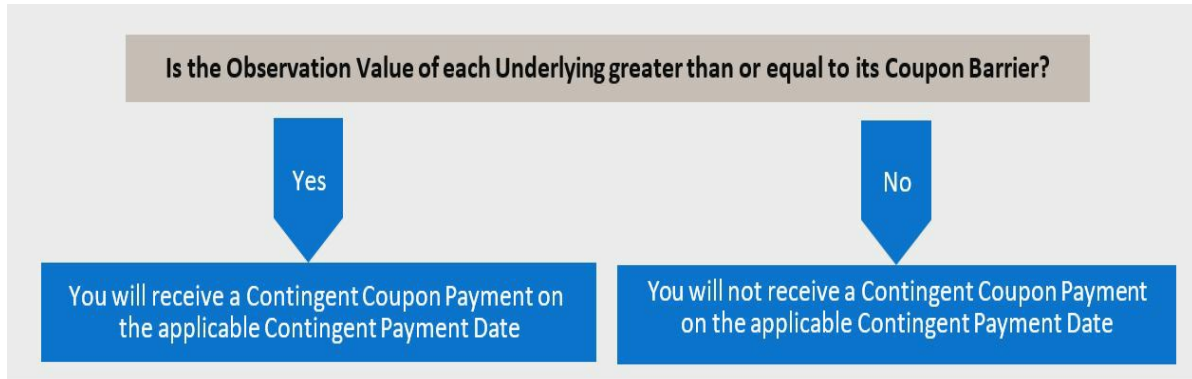 Is the Observation Value of each Underlying greater than or equal to its Coupon Barrier?
Yes
No
You will receive a Contingent Coupon Payment on
the applicable Contingent Payment Date
You will not receive a Contingent Coupon Payment
on the applicable Contingent Payment Date